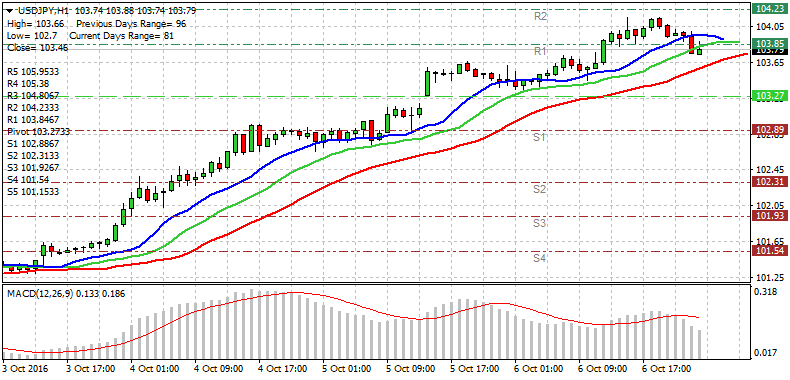 USDJPY,H1 103.74 103.88 103.74 103.79
High= 103.66 Previous Days Range= 96
Low= 102.7 Current Days Range= 81
Close= 103.46
R5 105.9533
R4 105.38
R3 104.8067
R2 104.2333
R1 103.8467
Pivot 103.2733
S1 102.8867
S2 102.3133
S3 101.9267
S4 101.54
S5 101.1533
R2
R1
S1
S2
S3
S4
104.23
104.05
103.85
103.79
103.65
103.27
102.89
102.45
102.31
102.05
101.93
101.65
101.54
101.25
MACD(12,26,9) 0.133 0.186
0.318
0.017
3 Oct 2016
3 Oct 17:00
4 Oct 01:00
4 Oct 09:00
4 Oct 17:00
5 Oct 01:00
5 Oct 09:00
5 Oct 17:00
6 Oct 01:00
6 Oct 09:00
6 Oct 17:00